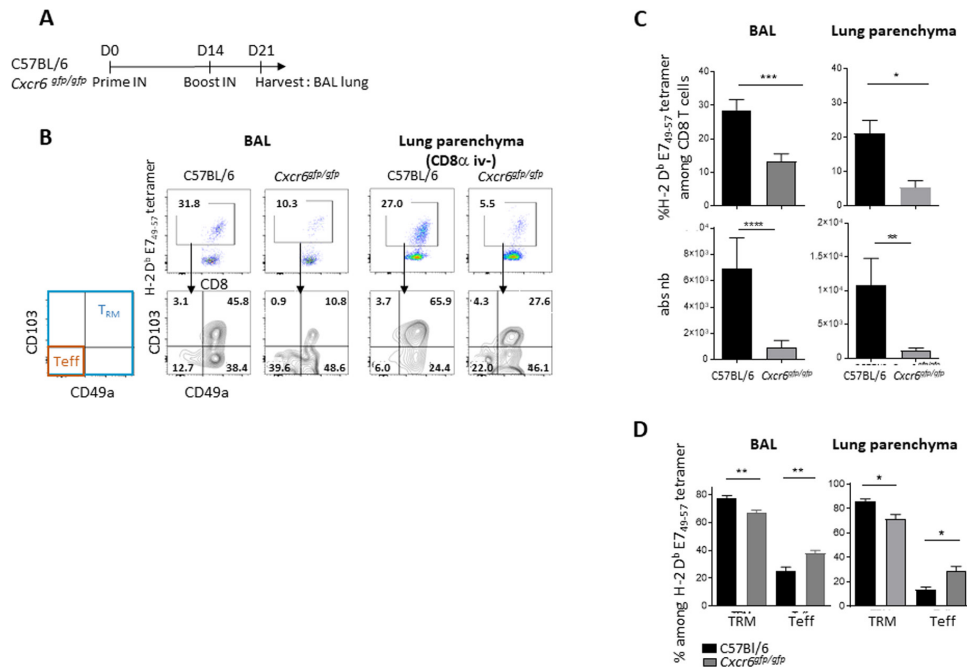 A
D0 D14 D21
C57BL/6
Cxcr6 gfp/gfp Prime IN Boost IN Harvest : BAL lung
B
BAL Lung parenchyma
(CD8α iv-)
C57BL/6 Cxcr6gfp/gfp C57BL/6 Cxcr6gfp/gfp
H-2 Db E749-57 tetramer
31.8 10.3 27.0 5.5
CD8
3.1 45.8 0.9 10.8 3.7 65.9 4.3 27.6
CD103 TRM CD103
Teff
12.7 38.4 39.6 48.6 6.0 24.4 22.0 46.1
CD49a CD49a
C
BAL Lung parenchyma
%H-2 Db E749-57 tetramer
among CD8 T cells
*** *
40 40
30 30
20 20
10 10
0 0
abs nb
**** **
04 2×104
8×103
6×103 1×104
4×103
2×103
0 0
C57BL/6 Cxcr6gfp/gfp C57BL/6 Cxcr6gfp/gfp
D
BAL Lung parenchyma
% among H-2 Db E749-57 tetramer
** ** * *
100
80 80
60 60
40 40
20 20
0 0
TRM Teff TRM Teff
C57Bl/6
Cxcr6gfp/gfp